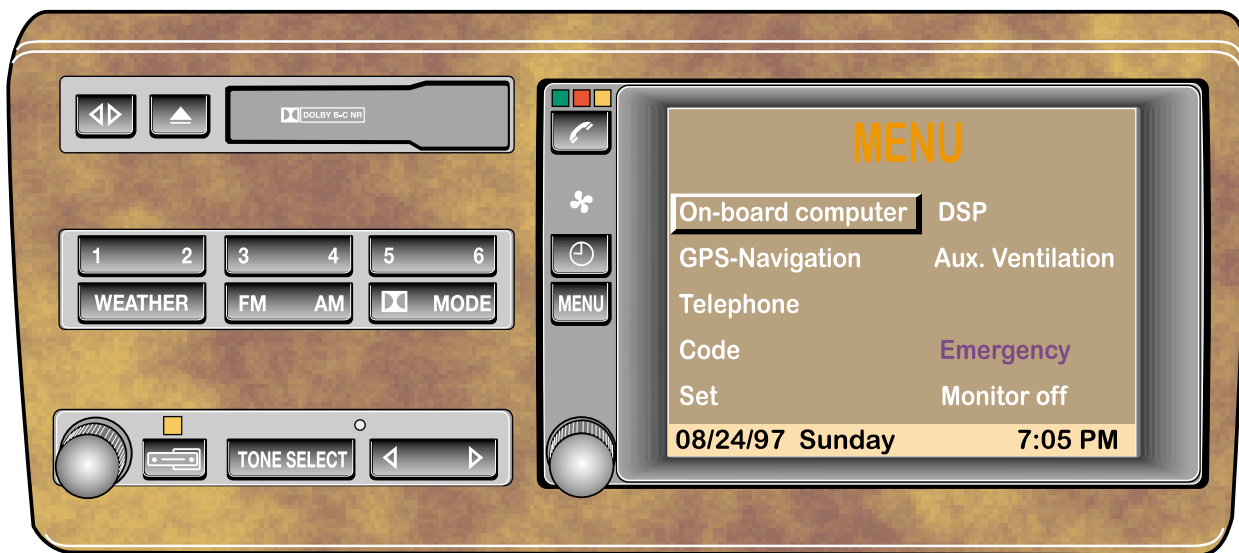 DOLBY B-C NR
1 2 3 4 5 6
WEATHER FM AM MODE
TONE SELECT
MENU
MENU
On-board computer DSP
GPS-Navigation Aux. Ventilation
Telephone
Code Emergency
Set Monitor off
08/24/97 Sunday 7:05 PM